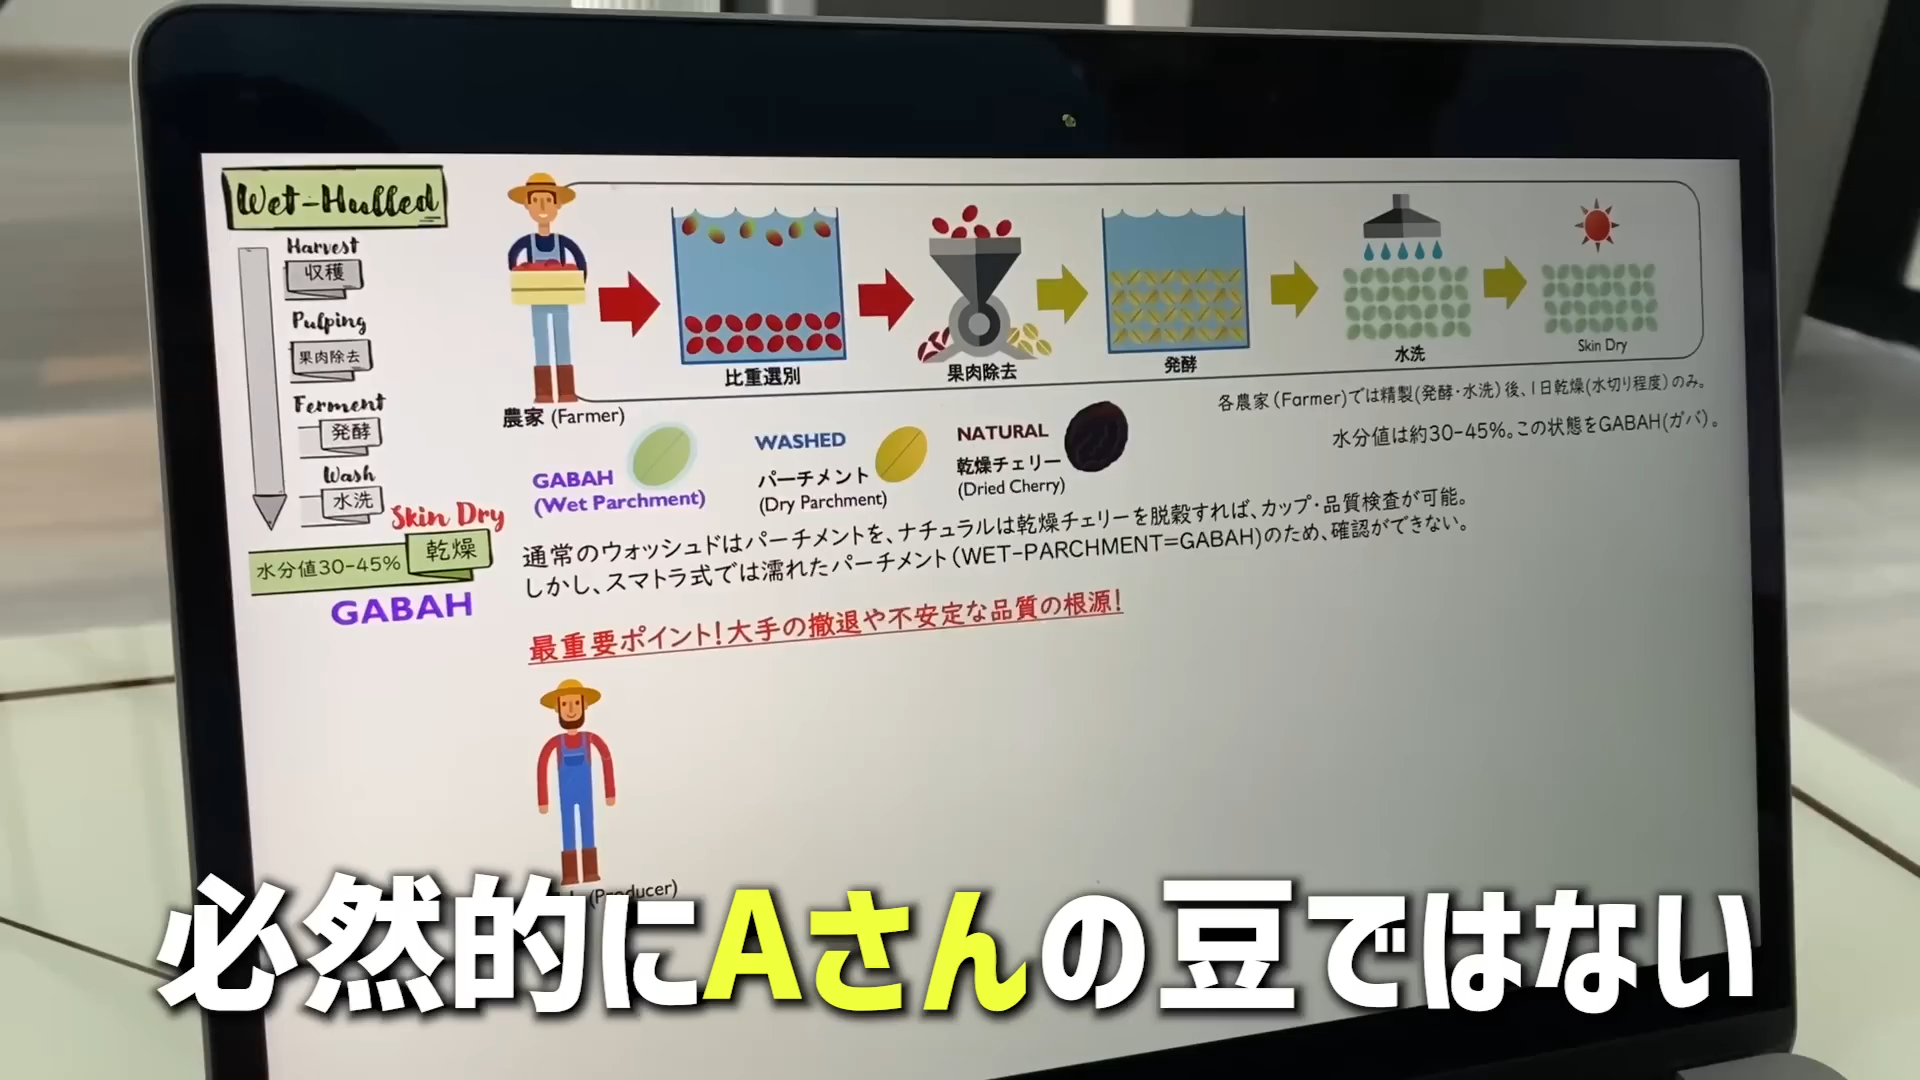 Wet-Hulled
Harvest
収穫
Pulping
果肉除去
Ferment
発酵
Wash
水洗
Skin Dry
乾燥
水分値30-45%
GABAH
農家 (Farmer)
比重選別
果肉除去
発酵
水洗
Skin Dry
各農家(Farmer)では精製(発酵・水洗)後、1日乾燥(水切り程度)のみ。
水分値は約30-45%。この状態をGABAH(ガバ)。
GABAH
(Wet Parchment)
WASHED
パーチメント
(Dry Parchment)
NATURAL
乾燥チェリー
(Dried Cherry)
通常のウォッシュドはパーチメントを、ナチュラルは乾燥チェリーを脱穀すれば、カップ・品質検査が可能。
しかし、スマトラ式では濡れたパーチメント(WET-PARCHMENT=GABAH)のため、確認ができない。
最重要ポイント!大手の撤退や不安定な品質の根源!
(Producer)
必然的にAさんの豆ではない